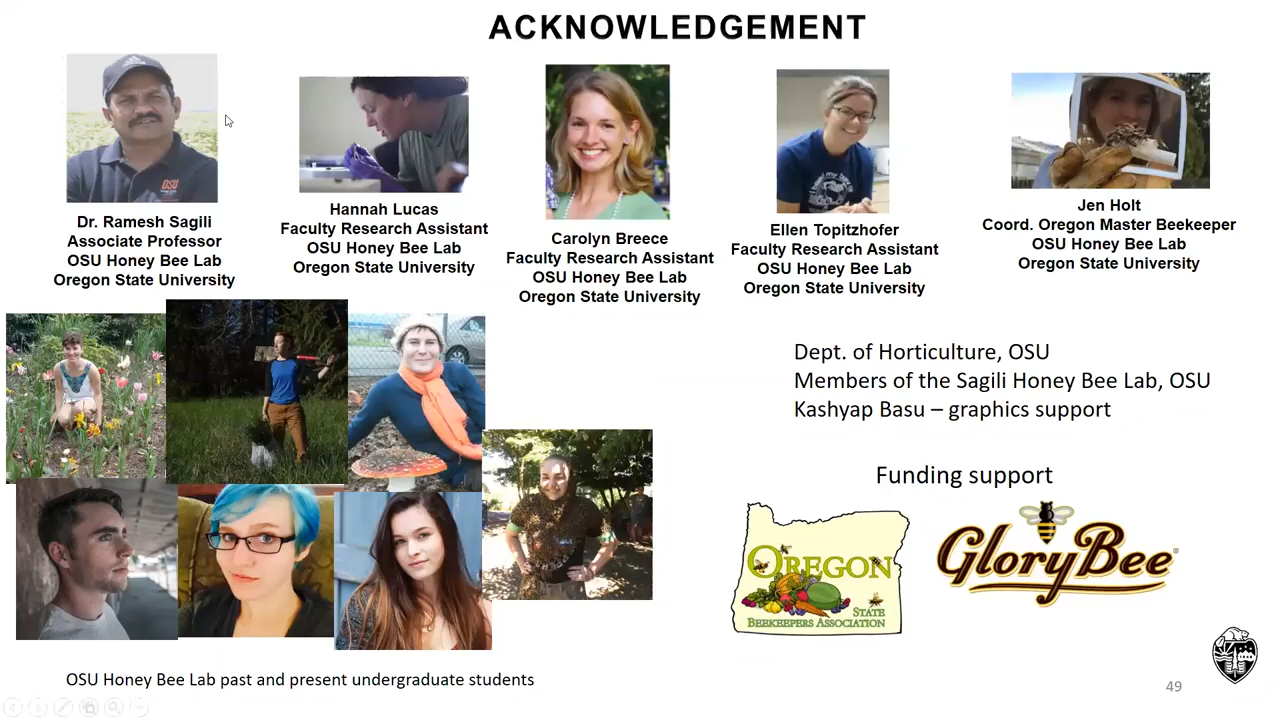 ACKNOWLEDGEMENT
Dr. Ramesh Sagili
Associate Professor
OSU Honey Bee Lab
Oregon State University
Hannah Lucas
Faculty Research Assistant
OSU Honey Bee Lab
Oregon State University
Carolyn Breece
Faculty Research Assistant
OSU Honey Bee Lab
Oregon State University
Ellen Topitzhofer
Faculty Research Assistant
OSU Honey Bee Lab
Oregon State University
Jen Holt
Coord. Oregon Master Beekeeper
OSU Honey Bee Lab
Oregon State University
OSU
Dept. of Horticulture, OSU
Members of the Sagili Honey Bee Lab, OSU
Kashyap Basu – graphics support
Funding support
OREGON
STATE
BEEKEEPERS ASSOCIATION
GloryBee®
OSU Honey Bee Lab past and present undergraduate students
49